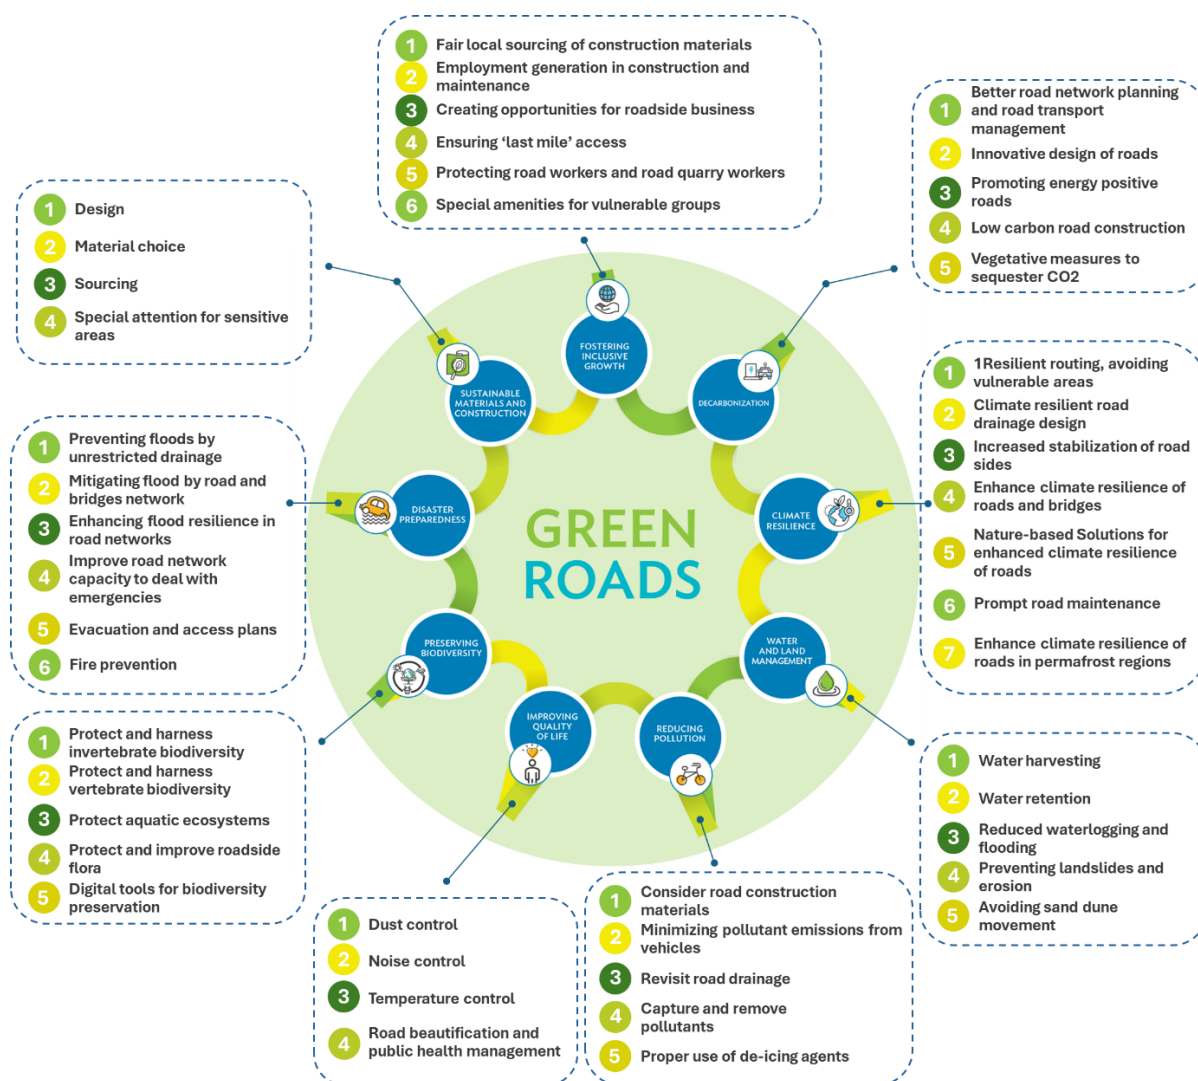 1 Fair local sourcing of construction materials
2 Employment generation in construction and
maintenance
3 Creating opportunities for roadside business
4 Ensuring ‘last mile’ access
5 Protecting road workers and road quarry workers
6 Special amenities for vulnerable groups
1 Better road network planning
and road transport
management
2 Innovative design of roads
3 Promoting energy positive
roads
4 Low carbon road construction
5 Vegetative measures to
sequester CO2
1 Design
2 Material choice
3 Sourcing
4 Special attention for sensitive
areas
FOSTERING
INCLUSIVE
GROWTH
SUSTAINABLE
MATERIALS AND
CONSTRUCTION
DECARBONIZATION
1 1Resilient routing, avoiding
vulnerable areas
2 Climate resilient road
drainage design
3 Increased stabilization of road
sides
4 Enhance climate resilience of
roads and bridges
5 Nature-based Solutions for
enhanced climate resilience
of roads
6 Prompt road maintenance
7 Enhance climate resilience of
roads in permafrost regions
1 Preventing floods by
unrestricted drainage
2 Mitigating flood by road and
bridges network
3 Enhancing flood resilience in
road networks
4 Improve road network
capacity to deal with
emergencies
5 Evacuation and access plans
6 Fire prevention
DISASTER
PREPAREDNESS
CLIMATE
RESILIENCE
GREEN
ROADS
PRESERVING
BIODIVERSITY
WATER
AND LAND
MANAGEMENT
IMPROVING
QUALITY
OF LIFE
REDUCING
POLLUTION
1 Protect and harness
invertebrate biodiversity
2 Protect and harness
vertebrate biodiversity
3 Protect aquatic ecosystems
4 Protect and improve roadside
flora
5 Digital tools for biodiversity
preservation
1 Water harvesting
2 Water retention
3 Reduced waterlogging and
flooding
4 Preventing landslides and
erosion
5 Avoiding sand dune
movement
1 Dust control
2 Noise control
3 Temperature control
4 Road beautification and
public health management
1 Consider road construction
materials
2 Minimizing pollutant emissions from
vehicles
3 Revisit road drainage
4 Capture and remove
pollutants
5 Proper use of de-icing agents